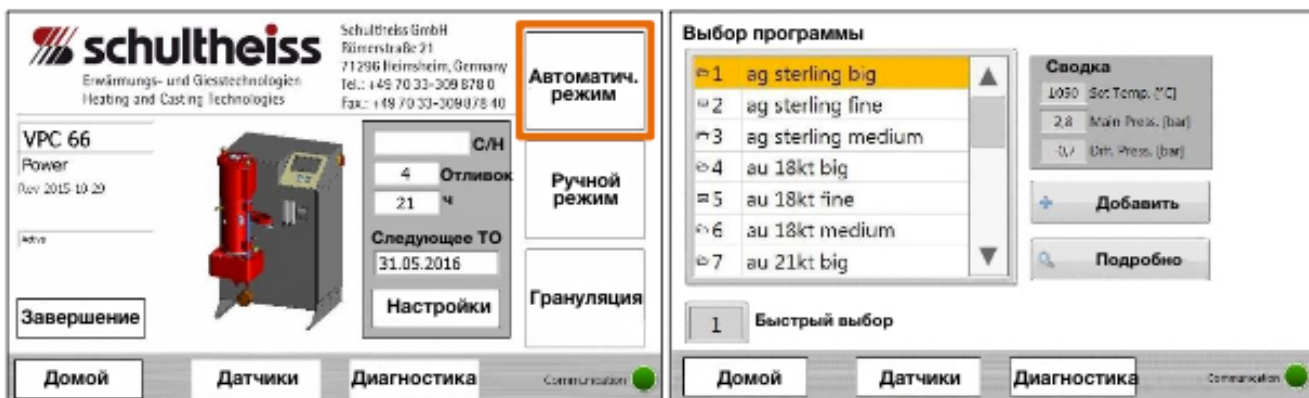 schultheiss
Erwärmungs- und Giesstechnologien
Heating and Casting Technologies
Schultheiss GmbH
Römerstraße 21
71296 Heimsheim, Germany
Tel.: +49 70 33-309 878 0
Fax.: +49 70 33-309 878 40
VPC 66
Power
Rev 2015-10-29
Active
С/Н
4 Отливок
21 ч
Следующее ТО
31.05.2016
Настройки
Завершение
Автоматич.
режим
Ручной
режим
Грануляция
Домой
Датчики
Диагностика
Communication
Выбор программы
1 ag sterling big
2 ag sterling fine
3 ag sterling medium
4 au 18kt big
5 au 18kt fine
6 au 18kt medium
7 au 21kt big
Сводка
1050 Set Temp. [°C]
2,8 Main Press. [bar]
-0,7 Diff. Press. [bar]
Добавить
Подробно
1 Быстрый выбор
Домой
Датчики
Диагностика
Communication